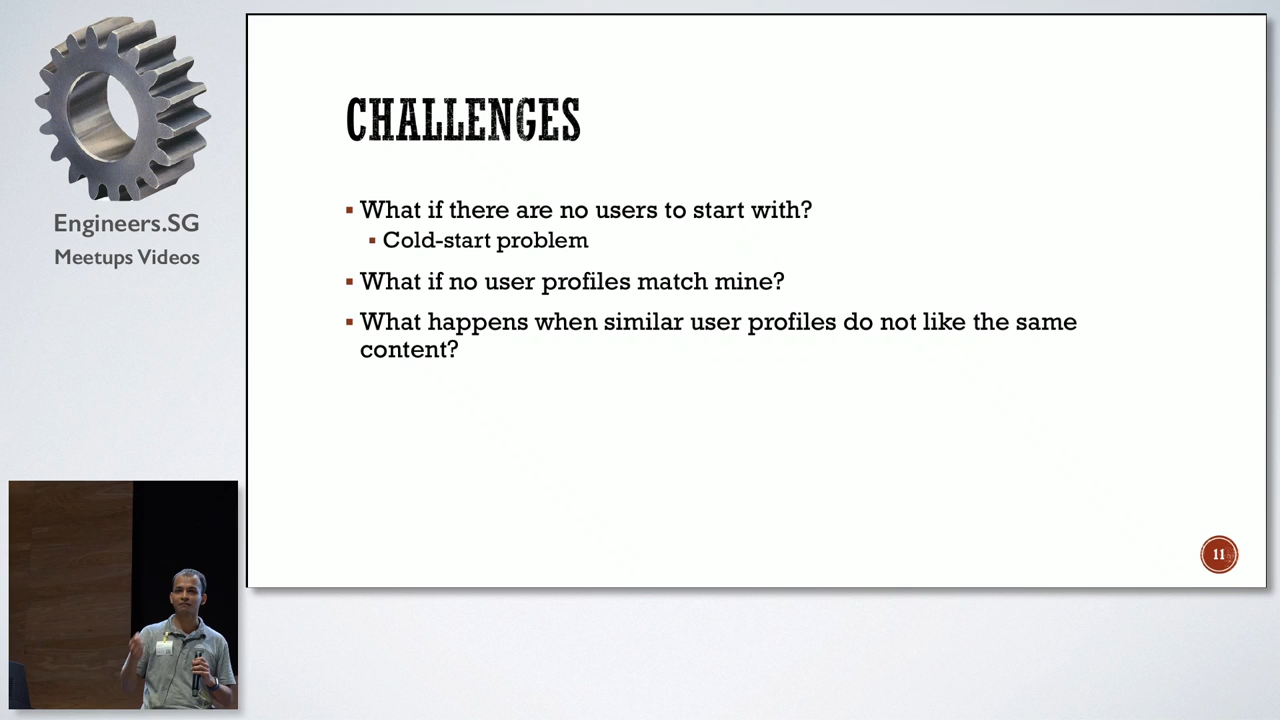 Engineers.SG
Meetups Videos
CHALLENGES
▪ What if there are no users to start with?
▪ Cold-start problem
▪ What if no user profiles match mine?
▪ What happens when similar user profiles do not like the same
content?
11